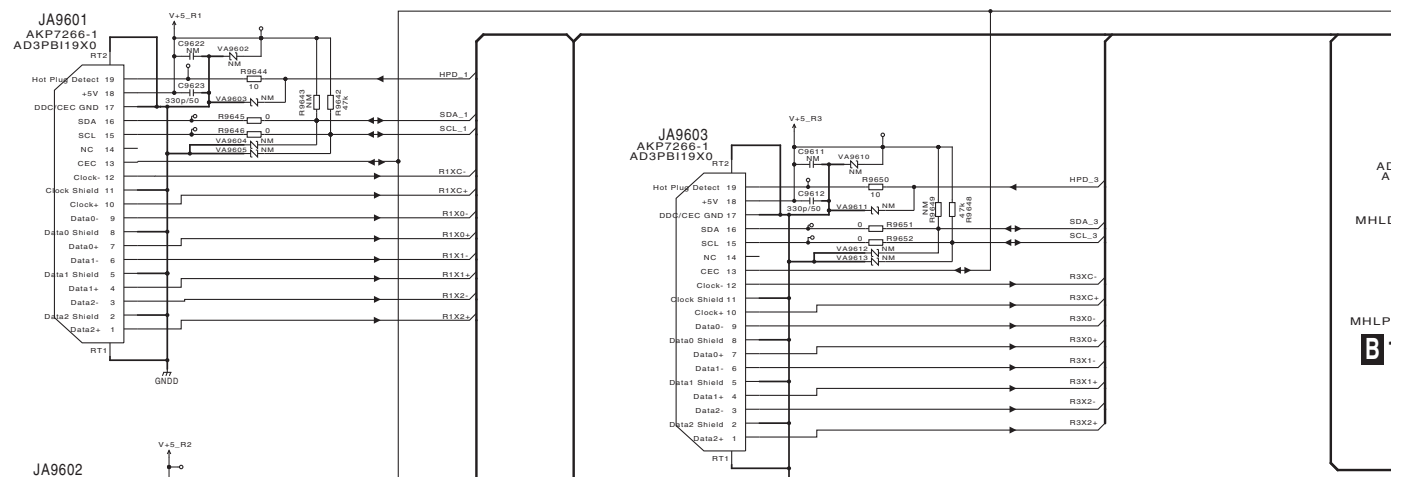 JA9601
AKP7266-1
AD3PBI19X0
V+5_R1
RT2
C9622
NM
VA9602
NM
R9644
10
HPD_1
Hot Plug Detect 19
+5V 18
C9623
330p/50
VA9603 NM
R9643
NM
R9642
47k
DDC/CEC GND 17
SDA 16
R9645 0
SDA_1
SCL 15
R9646 0
SCL_1
VA9604 NM
VA9605 NM
NC 14
CEC 13
Clock- 12
R1XC-
Clock Shield 11
R1XC+
Clock+ 10
Data0- 9
R1X0-
Data0 Shield 8
R1X0+
Data0+ 7
Data1- 6
R1X1-
Data1 Shield 5
R1X1+
Data1+ 4
Data2- 3
R1X2-
Data2 Shield 2
R1X2+
Data2+ 1
RT1
GNDD
V+5_R2
JA9602
JA9603
AKP7266-1
AD3PBI19X0
V+5_R3
RT2
C9611
NM
VA9610
NM
R9650
10
HPD_3
Hot Plug Detect 19
+5V 18
C9612
330p/50
VA9611 NM
NM
R9649
47k
R9648
DDC/CEC GND 17
SDA 16
0 R9651
SDA_3
SCL 15
0 R9652
SCL_3
VA9612 NM
VA9613 NM
NC 14
CEC 13
Clock- 12
R3XC-
Clock Shield 11
R3XC+
Clock+ 10
Data0- 9
R3X0-
Data0 Shield 8
R3X0+
Data0+ 7
Data1- 6
R3X1-
Data1 Shield 5
R3X1+
Data1+ 4
Data2- 3
R3X2-
Data2 Shield 2
R3X2+
Data2+ 1
RT1
MHLP
B